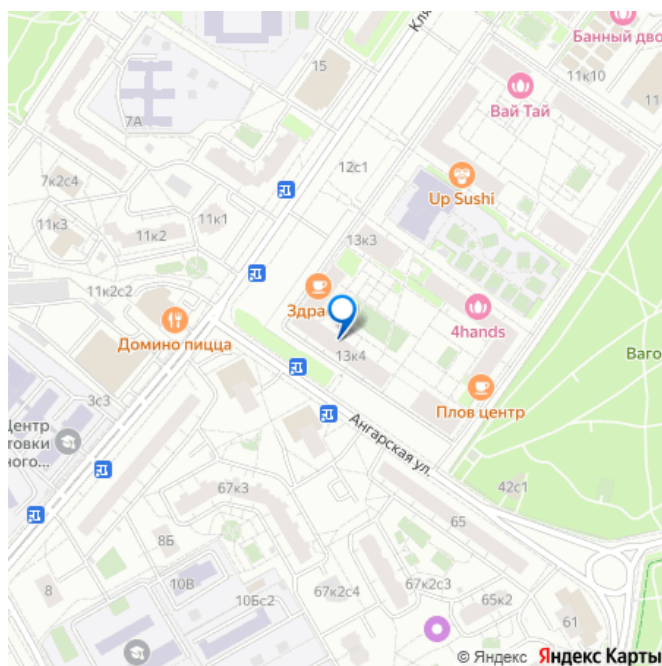 Кля
Банный дво
15
11к10
Вай Тай
11
7А
12с1
7к2с4
Up Sushi
11к1
11к3
11к2
13к3
11к2с2
Здра
4hands
Домино пицца
13к4
Ваго
3с3
Плов центр
Центр
товки
ного...
Ангарская ул.
42с1
67к3
65
8Б
8
10В
67к2с4
67к2с3
10Бс2
65к2
61
© Яндекс Яндекс Карты